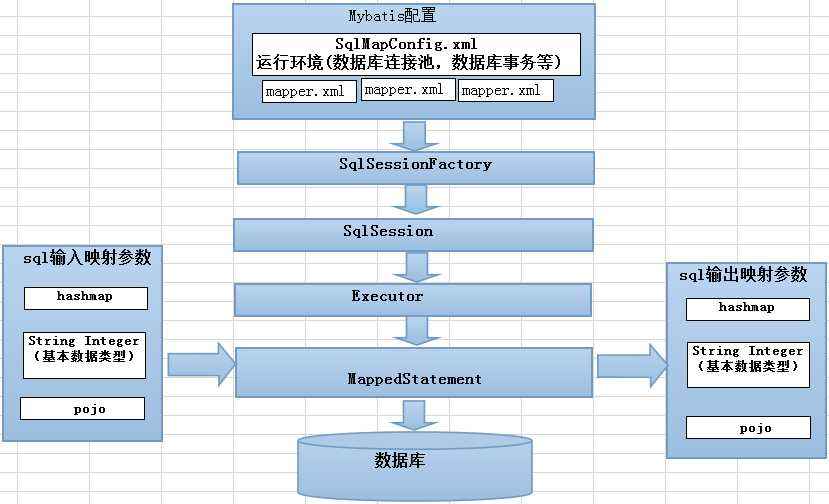 Mybatis配置
SqlMapConfig.xml
运行环境(数据库连接池，数据库事务等)
mapper.xml
mapper.xml
mapper.xml
SqlSessionFactory
SqlSession
Executor
MappedStatement
数据库
sql输入映射参数
hashmap
String Integer
（基本数据类型）
pojo
sql输出映射参数
hashmap
String Integer
（基本数据类型）
pojo